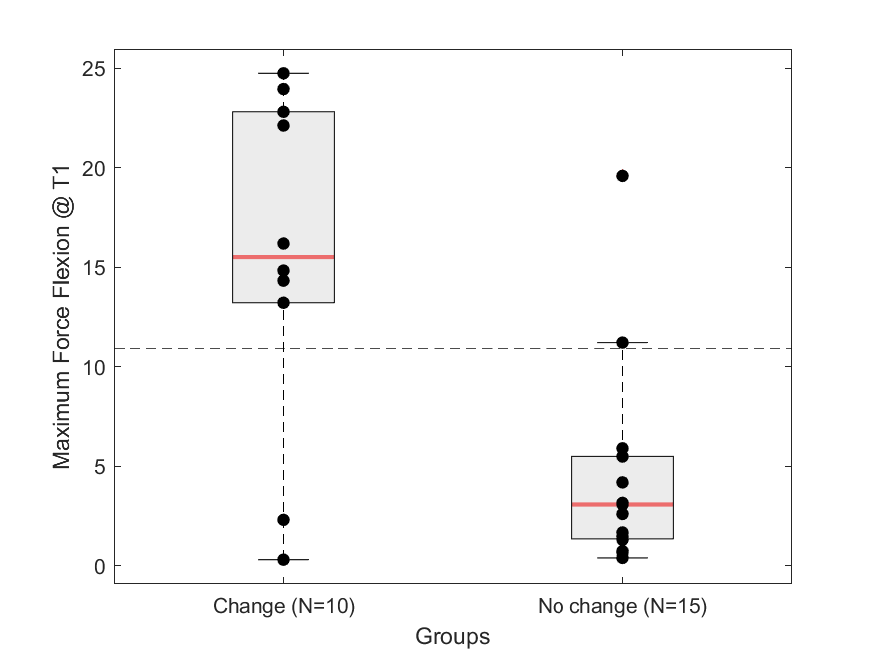 Maximum Force Flexion @ T1
25
20
15
10
5
0
Change (N=10)
No change (N=15)
Groups